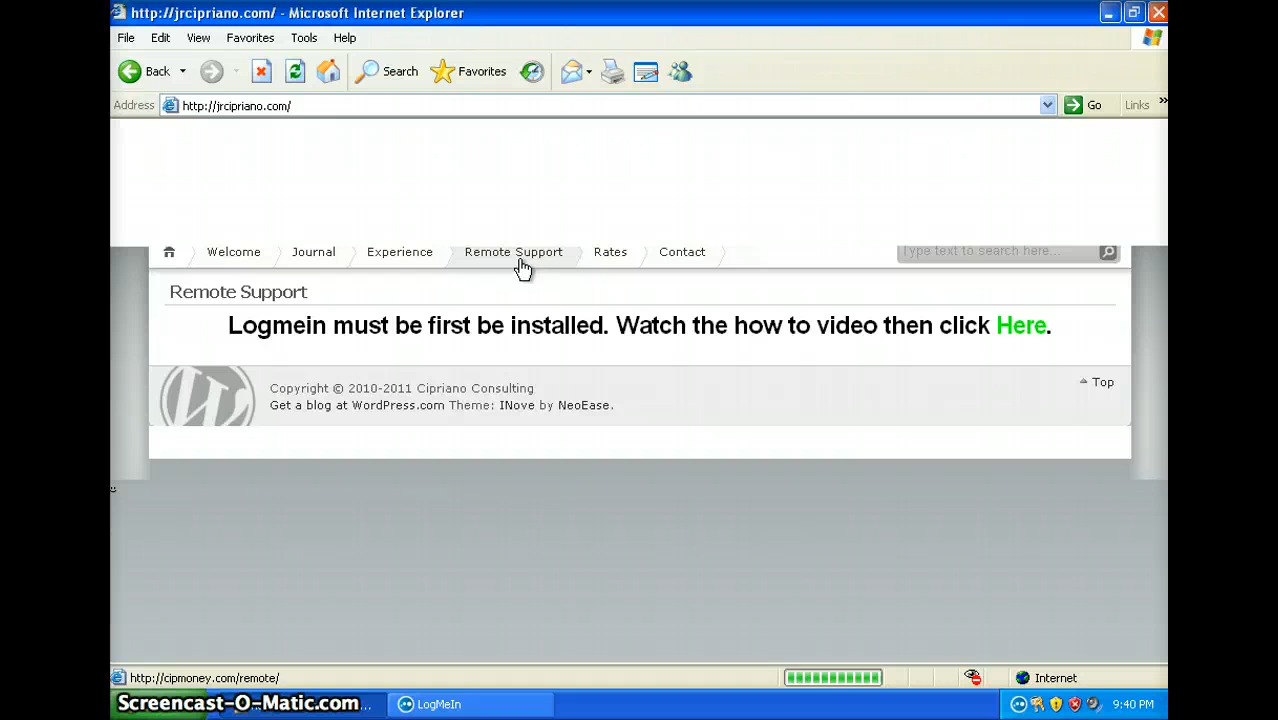 http://jrcipriano.com/ - Microsoft Internet Explorer
File Edit View Favorites Tools Help
Back Search Favorites
Address http://jrcipriano.com/ Go Links »
Welcome Journal Experience Remote Support Rates Contact Type text to search here...
Remote Support
Logmein must be first be installed. Watch the how to video then click Here.
Copyright © 2010-2011 Cipriano Consulting
Get a blog at WordPress.com Theme: INove by NeoEase.
Top
http://cipmoney.com/remote/ Internet
Screencast-O-Matic.com ... LogMeIn 9:40 PM